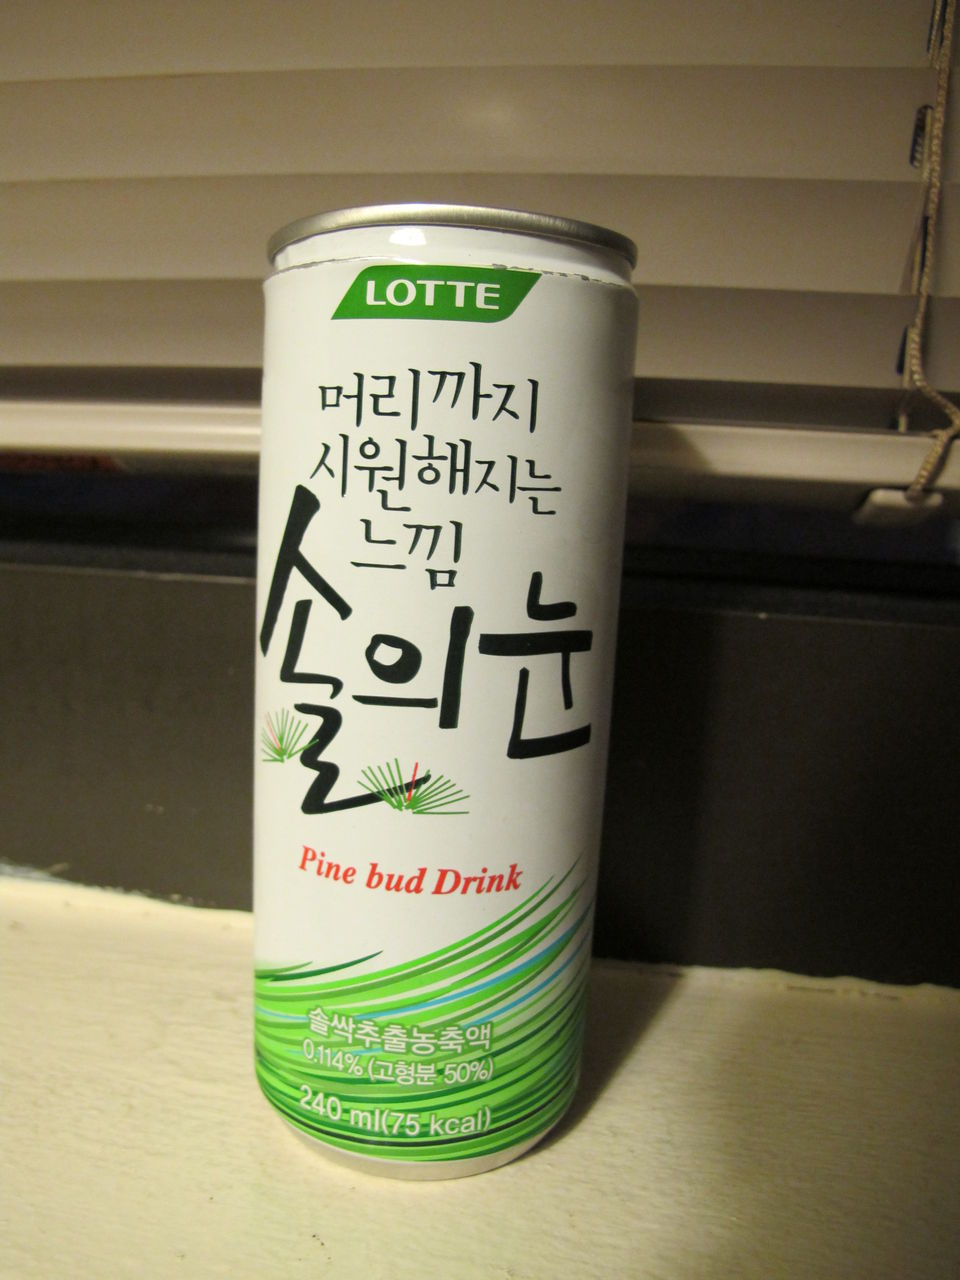 LOTTE
머리까지
시원해지는
느낌
솔의눈
Pine bud Drink
솔싹추출농축액
0.114% (고형분 50%)
240 ml(75 kcal)